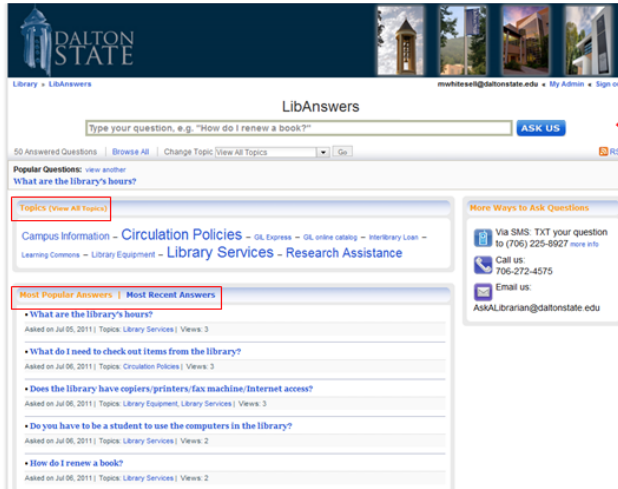 DALTON
STATE
Library » LibAnswers
mwhitesell@daltonstate.edu « My Admin « Sign o
LibAnswers
Type your question, e.g. "How do I renew a book?"
ASK US
50 Answered Questions | Browse All | Change Topic View All Topics Go
RS
Popular Questions: view another
What are the library's hours?
Topics (View All Topics)
Campus Information – Circulation Policies – GIL Express – GIL online catalog – Interlibrary Loan –
Learning Commons – Library Equipment – Library Services – Research Assistance
More Ways to Ask Questions
Via SMS: TXT your question
to (706) 225-8927 more info
Call us:
706-272-4575
Email us:
AskALibrarian@daltonstate.edu
Most Popular Answers | Most Recent Answers
• What are the library's hours?
Asked on Jul 05, 2011 | Topics: Library Services | Views: 3
• What do I need to check out items from the library?
Asked on Jul 06, 2011 | Topics: Circulation Policies | Views: 3
• Does the library have copiers/printers/fax machine/Internet access?
Asked on Jul 06, 2011 | Topics: Library Equipment, Library Services | Views: 3
• Do you have to be a student to use the computers in the library?
Asked on Jul 06, 2011 | Topics: Library Services | Views: 2
• How do I renew a book?
Asked on Jul 06, 2011 | Topics: Library Services | Views: 2